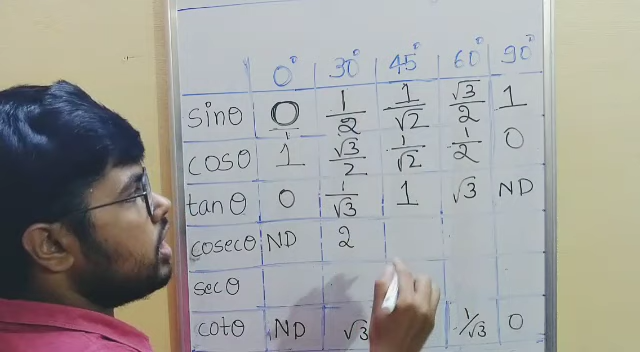 0° 30° 45° 60° 90°
sinθ 0 1/2 1/√2 √3/2 1
cosθ 1 √3/2 1/√2 1/2 0
tanθ 0 1/√3 1 √3 ND
cosecθ ND 2
secθ
cotθ ND √3 1/√3 0